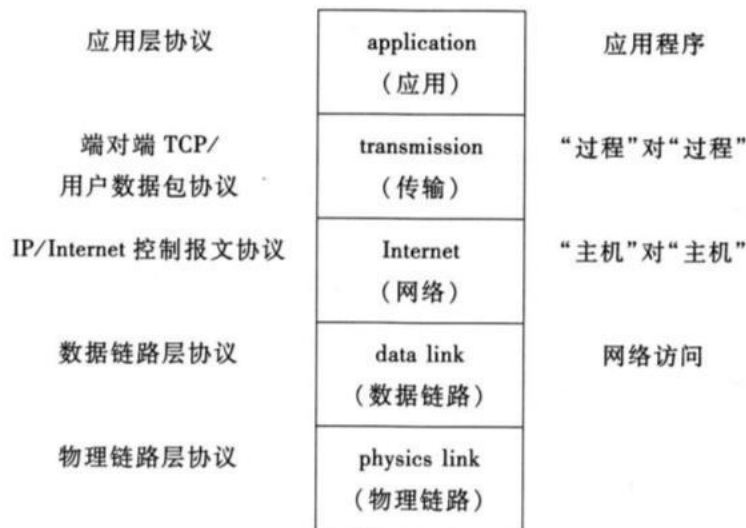 应用层协议 application 应用程序
(应用)
端对端 TCP/ transmission “过程”对“过程”
用户数据包协议 (传输)
IP/Internet 控制报文协议 Internet “主机”对“主机”
(网络)
数据链路层协议 data link 网络访问
(数据链路)
物理链路层协议 physics link
(物理链路)